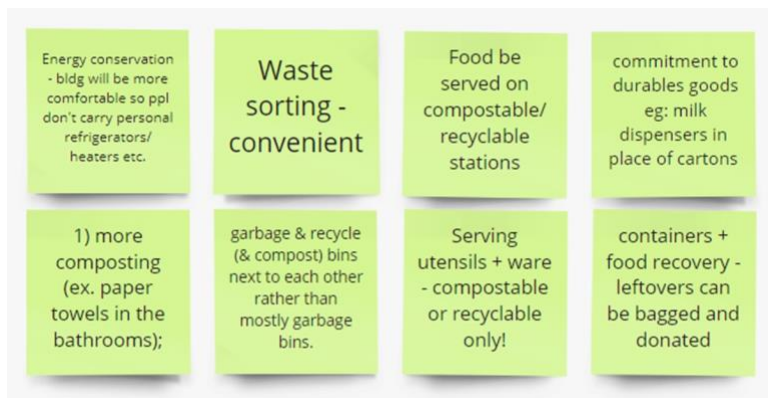 Energy conservation
- bldg will be more
comfortable so ppl
don't carry personal
refrigerators/
heaters etc.
Waste
sorting -
convenient
Food be
served on
compostable/
recyclable
stations
commitment to
durables goods
eg: milk
dispensers in
place of cartons
1) more
composting
(ex. paper
towels in the
bathrooms);
garbage & recycle
(& compost) bins
next to each other
rather than
mostly garbage
bins.
Serving
utensils + ware
- compostable
or recyclable
only!
containers +
food recovery -
leftovers can
be bagged and
donated